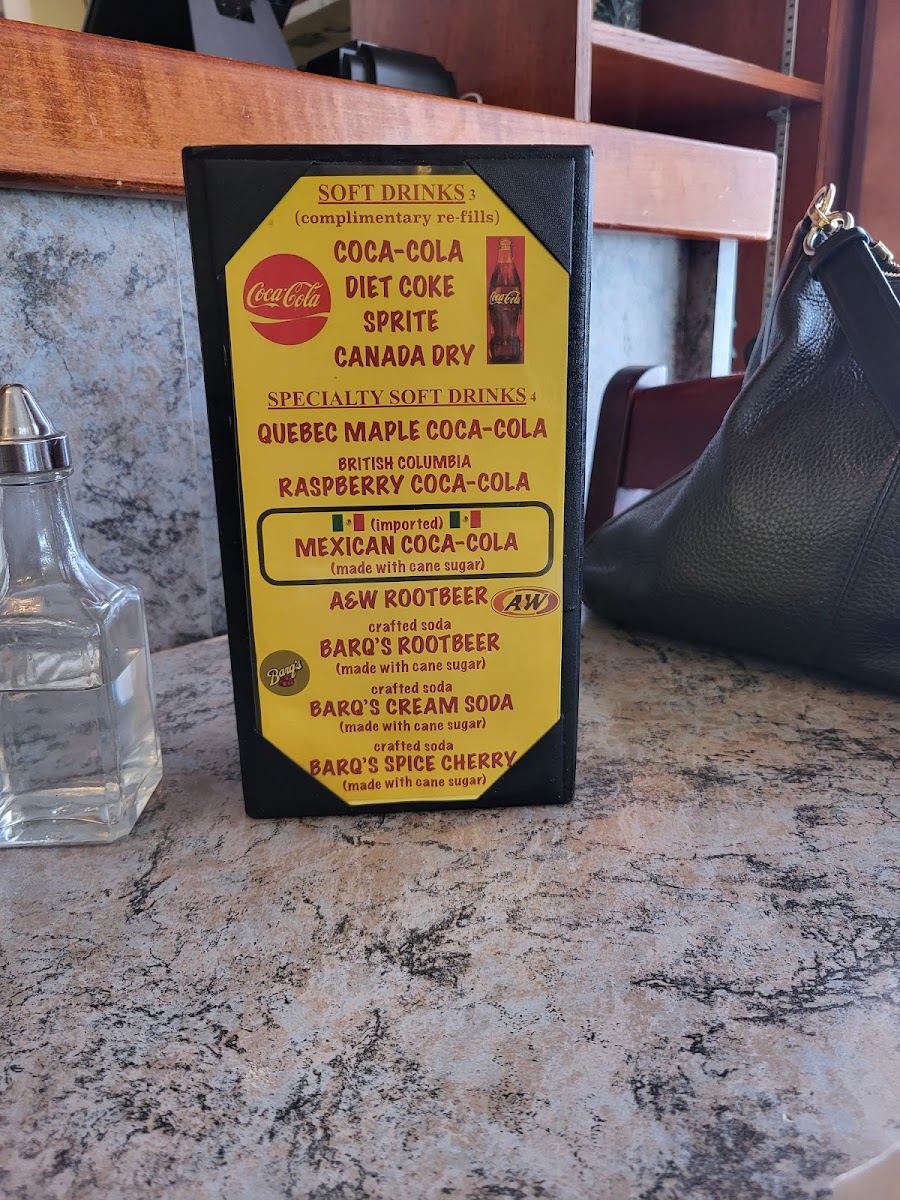 SOFT DRINKS 3
(complimentary re-fills)
COCA-COLA
DIET COKE
SPRITE
CANADA DRY
Coca-Cola
Coca-Cola
SPECIALTY SOFT DRINKS 4
QUEBEC MAPLE COCA-COLA
BRITISH COLUMBIA
RASPBERRY COCA-COLA
(imported)
MEXICAN COCA-COLA
(made with cane sugar)
A&W ROOTBEER
A&W
crafted soda
BARQ'S ROOTBEER
(made with cane sugar)
Barq's
crafted soda
BARQ'S CREAM SODA
(made with cane sugar)
crafted soda
BARQ'S SPICE CHERRY
(made with cane sugar)